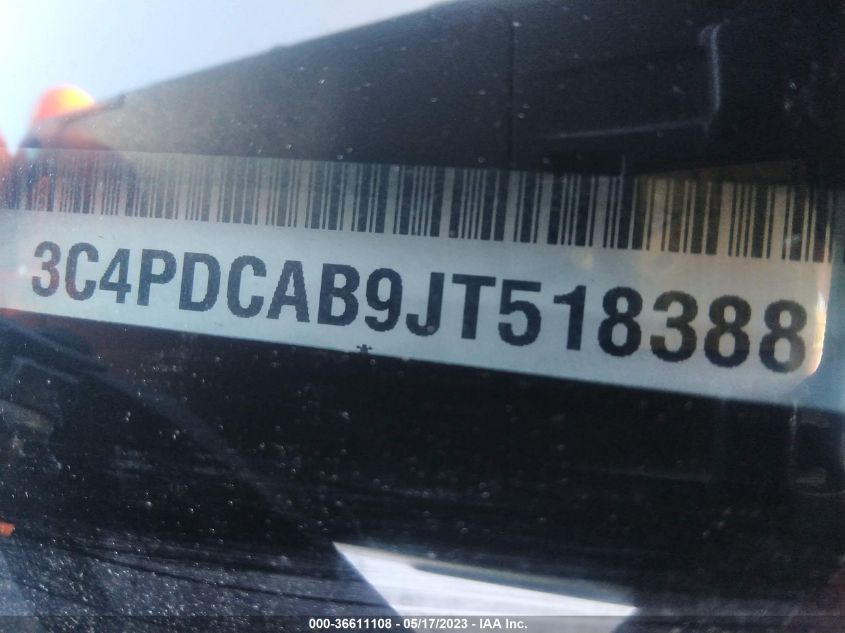 3C4PDCAB9JT518388
000-36611108 - 05/17/2023 - IAA Inc.